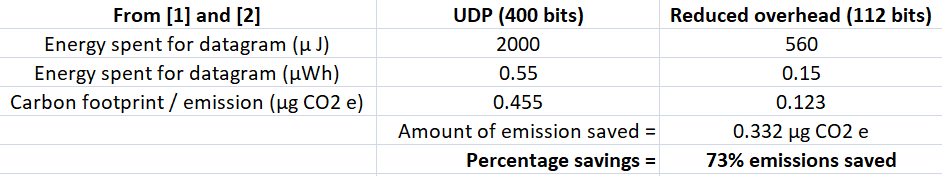 From [1] and [2] UDP (400 bits) Reduced overhead (112 bits)
Energy spent for datagram (µ J) 2000 560
Energy spent for datagram (µWh) 0.55 0.15
Carbon footprint / emission (µg CO2 e) 0.455 0.123
Amount of emission saved = 0.332 µg CO2 e
Percentage savings = 73% emissions saved